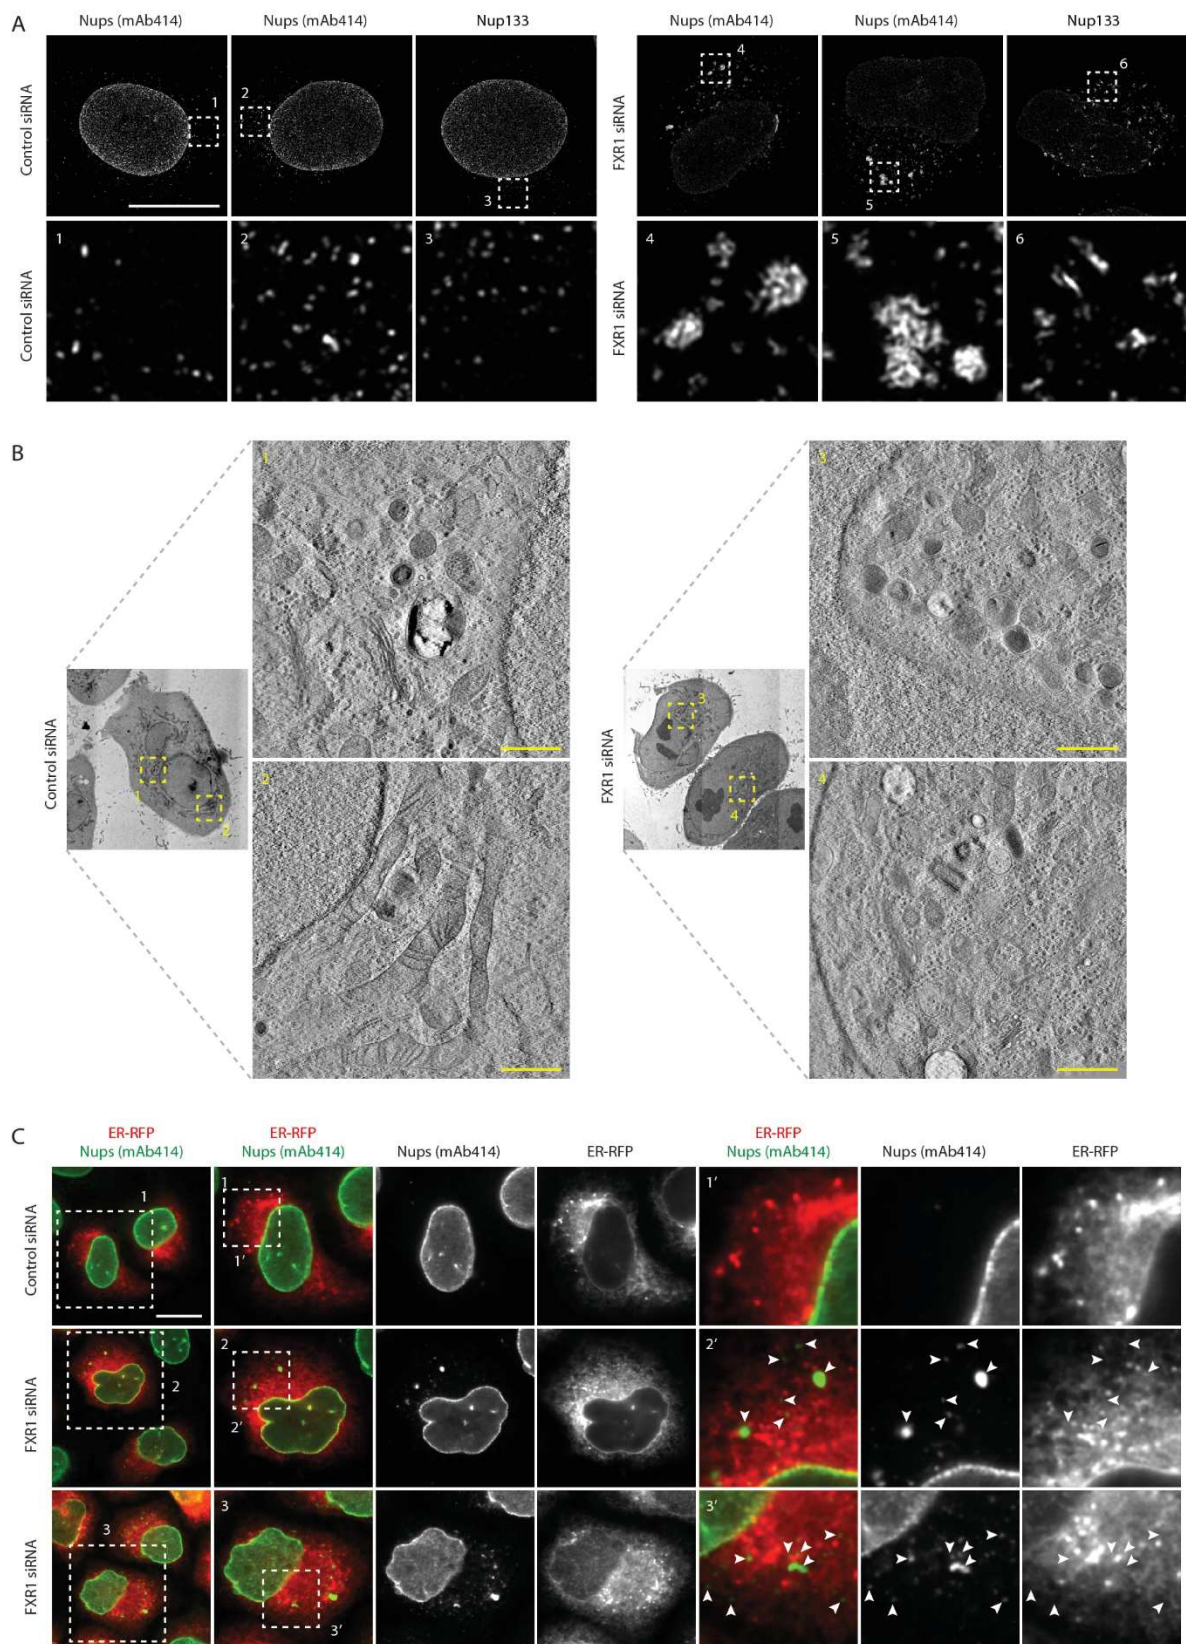 A
Nups (mAb414) Nups (mAb414) Nup133 Nups (mAb414) Nups (mAb414) Nup133
Control siRNA 1 2 3 FXR1 siRNA 4 5 6
Control siRNA 1 2 3 FXR1 siRNA 4 5 6
B
1 3
Control siRNA 1 2 FXR1 siRNA 3 4
2 4
C
ER-RFP ER-RFP ER-RFP
Nups (mAb414) Nups (mAb414) Nups (mAb414) ER-RFP Nups (mAb414) Nups (mAb414) ER-RFP
Control siRNA 1 1 1' 1'
FXR1 siRNA 2 2 2' 2'
FXR1 siRNA 3 3 3' 3'